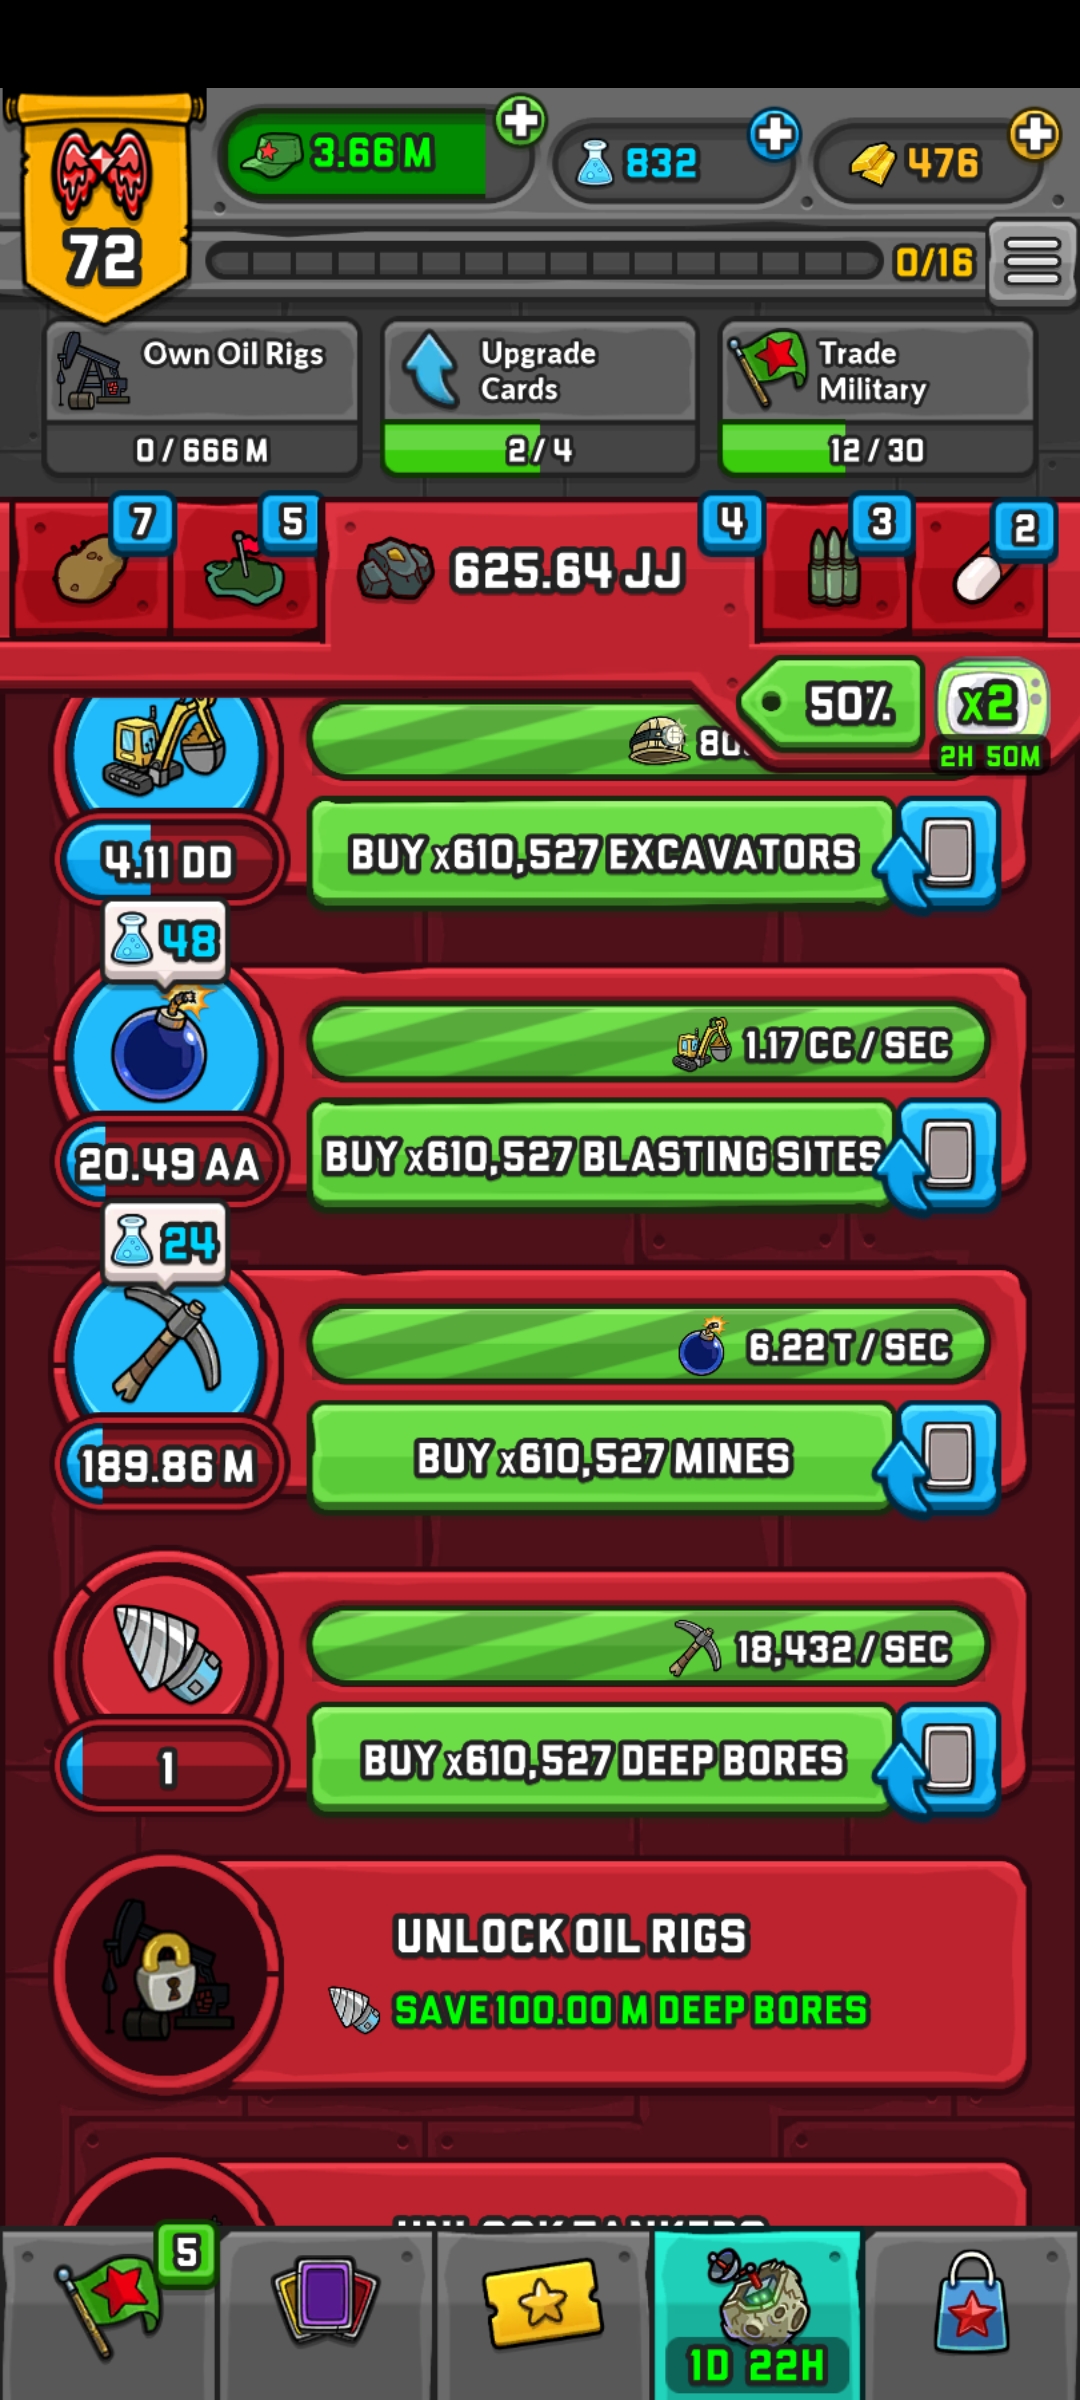 3.66 M
832
476
72
0/16
Own Oil Rigs
0 / 666 M
Upgrade
Cards
2 / 4
Trade
Military
12 / 30
7
5
625.64 JJ
4
3
2
50%
x2
2H 50M
4.11 DD
BUY x610,527 EXCAVATORS
48
1.17 CC / SEC
20.49 AA
BUY x610,527 BLASTING SITES
24
6.22 T / SEC
189.86 M
BUY x610,527 MINES
18,432 / SEC
1
BUY x610,527 DEEP BORES
UNLOCK OIL RIGS
SAVE 100.00 M DEEP BORES
5
1D 22H